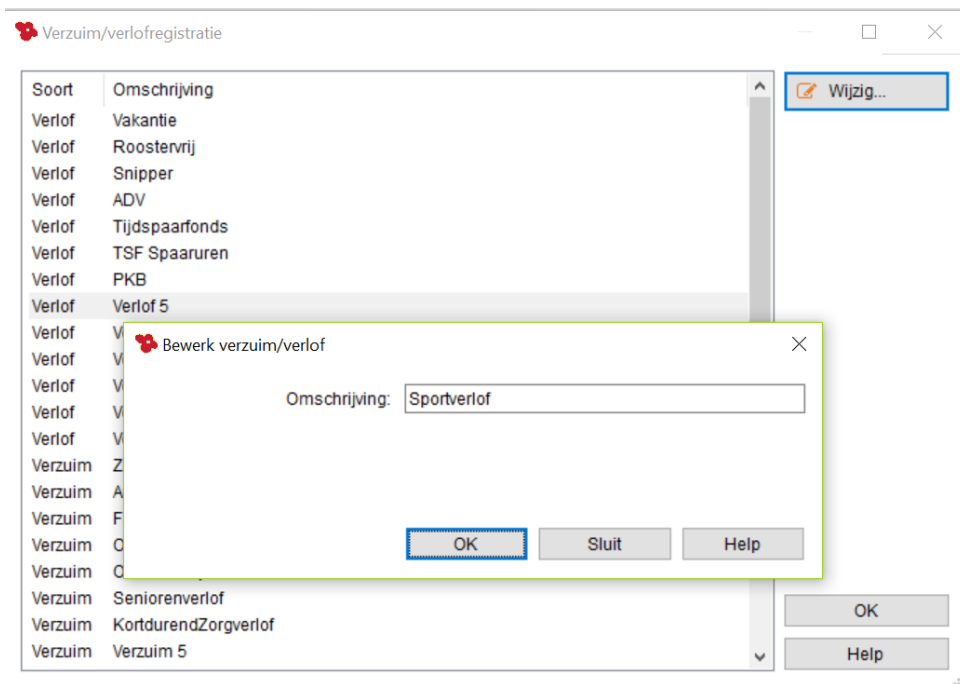 Verzuim/verlofregistratie
Soort Omschrijving
Wijzig...
Verlof Vakantie
Verlof Roostervrij
Verlof Snipper
Verlof ADV
Verlof Tijdspaarfonds
Verlof TSF Spaaruren
Verlof PKB
Verlof Verlof 5
Verlof
Verlof
Verlof
Verlof
Verlof
Verzuim
Verzuim
Verzuim
Verzuim
Verzuim
Bewerk verzuim/verlof
Omschrijving: Sportverlof
OK Sluit Help
Verzuim Seniorenverlof
Verzuim KortdurendZorgverlof
Verzuim Verzuim 5
OK
Help